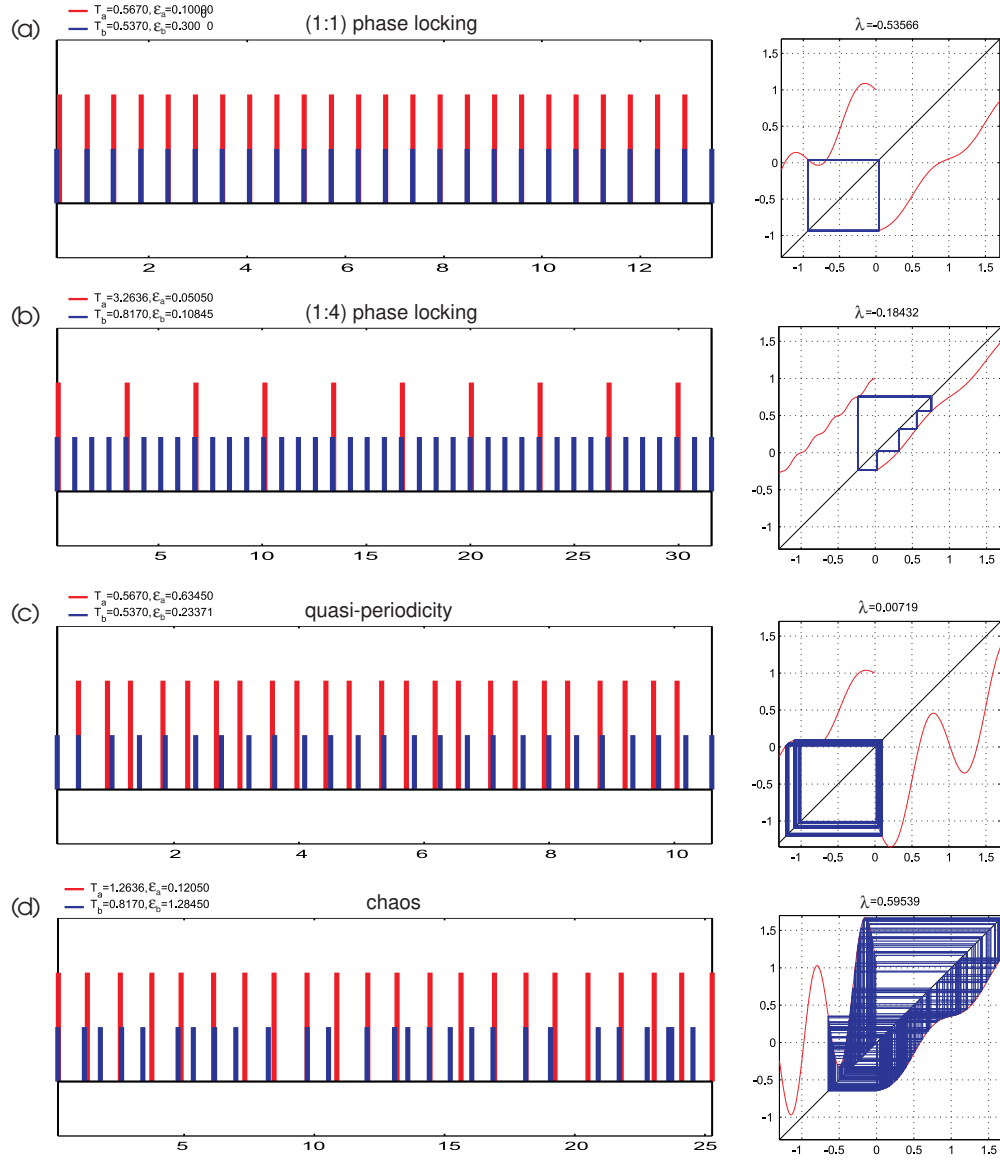 (a)
T_a=0.5670, ε_a=0.10000
T_b=0.5370, ε_b=0.300 0
(1:1) phase locking
2 4 6 8 10 12
λ=-0.53566
1.5
1
0.5
0
-0.5
-1
-1 -0.5 0 0.5 1 1.5
(b)
T_a=3.2636, ε_a=0.05050
T_b=0.8170, ε_b=0.10845
(1:4) phase locking
5 10 15 20 25 30
λ=-0.18432
1.5
1
0.5
0
-0.5
-1
-1 -0.5 0 0.5 1 1.5
(c)
T_a=0.5670, ε_a=0.63450
T_b=0.5370, ε_b=0.23371
quasi-periodicity
2 4 6 8 10
λ=0.00719
1.5
1
0.5
0
-0.5
-1
-1 -0.5 0 0.5 1 1.5
(d)
T_a=1.2636, ε_a=0.12050
T_b=0.8170, ε_b=1.28450
chaos
5 10 15 20 25
λ=0.59539
1.5
1
0.5
0
-0.5
-1
-1 -0.5 0 0.5 1 1.5